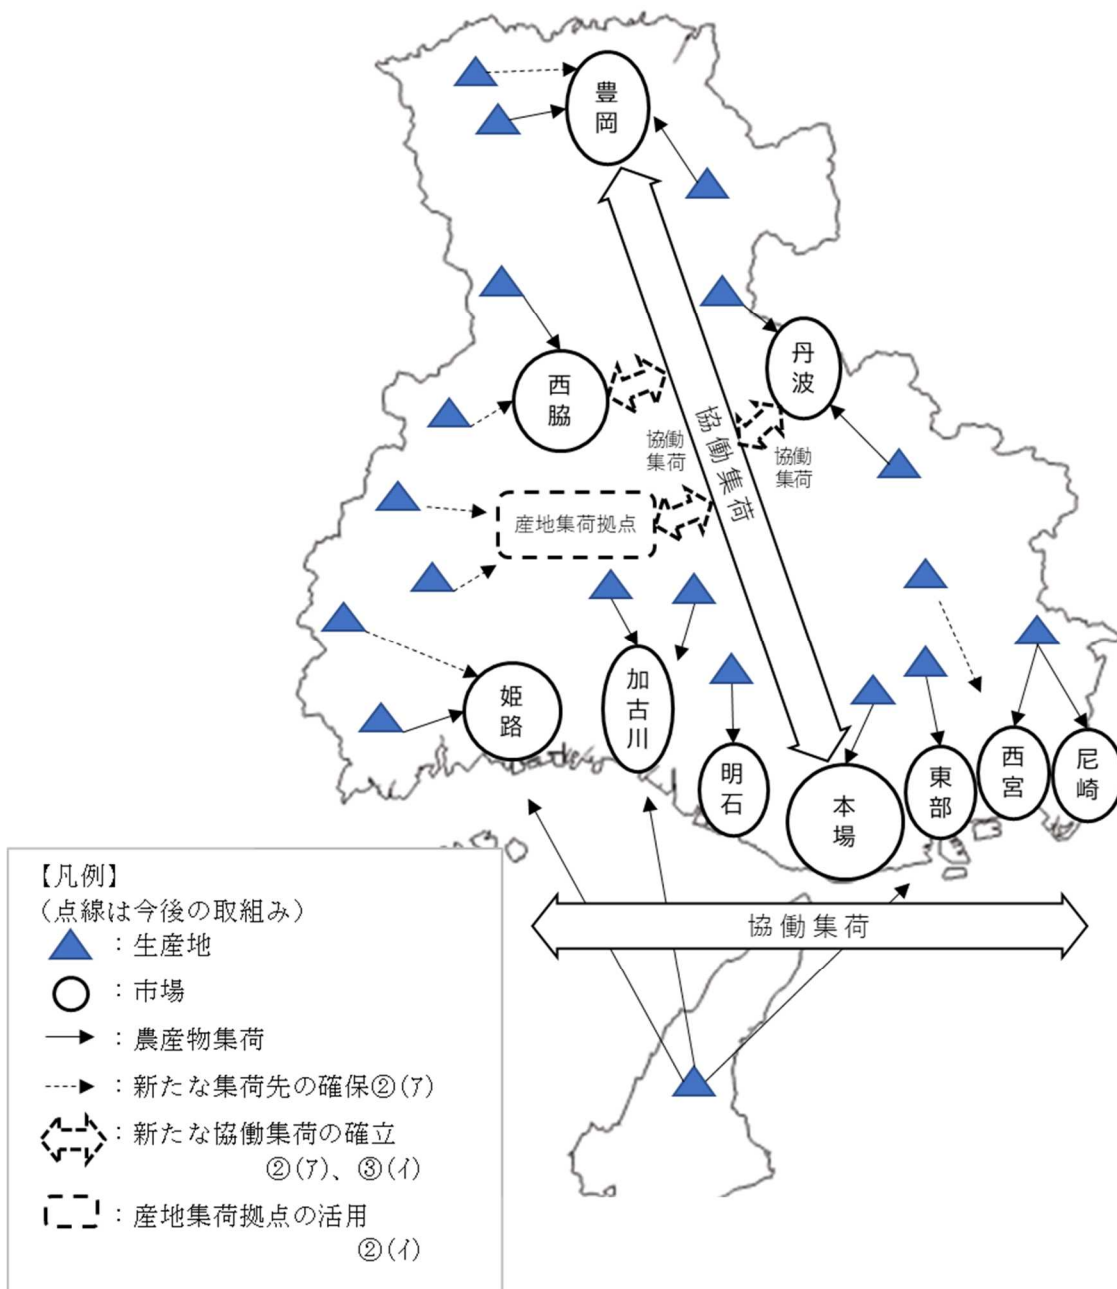 豊岡
丹波
西脇
協働
集荷
協働集荷
協働
集荷
産地集荷拠点
姫路
加古川
明石
本場
東部
西宮
尼崎
協働集荷
【凡例】
（点線は今後の取組み）
：生産地
：市場
：農産物集荷
：新たな集荷先の確保②(ｱ)
：新たな協働集荷の確立
②(ｱ)、③(ｲ)
：産地集荷拠点の活用
②(ｲ)